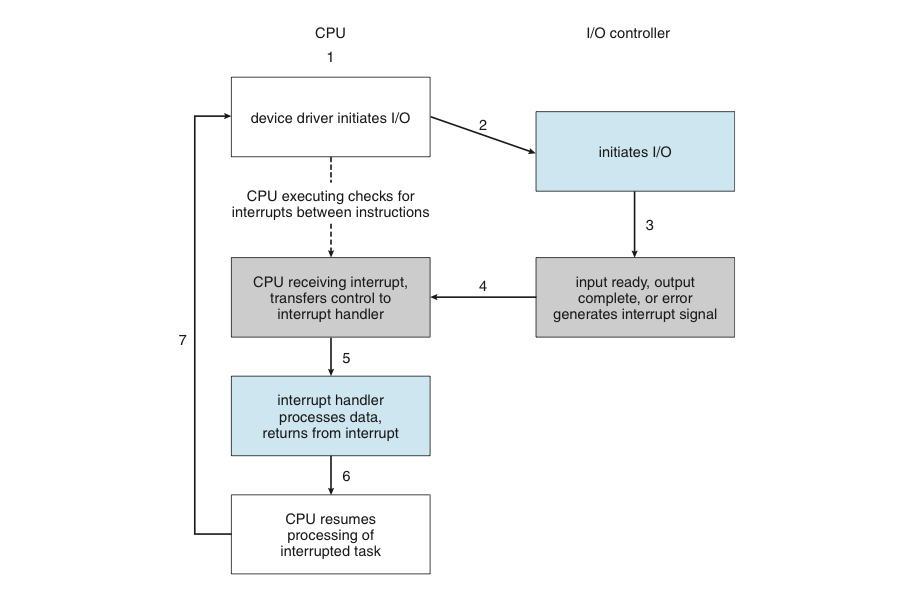 CPU
I/O controller
1
device driver initiates I/O
2
initiates I/O
CPU executing checks for
interrupts between instructions
3
CPU receiving interrupt,
transfers control to
interrupt handler
4
input ready, output
complete, or error
generates interrupt signal
7
5
interrupt handler
processes data,
returns from interrupt
6
CPU resumes
processing of
interrupted task